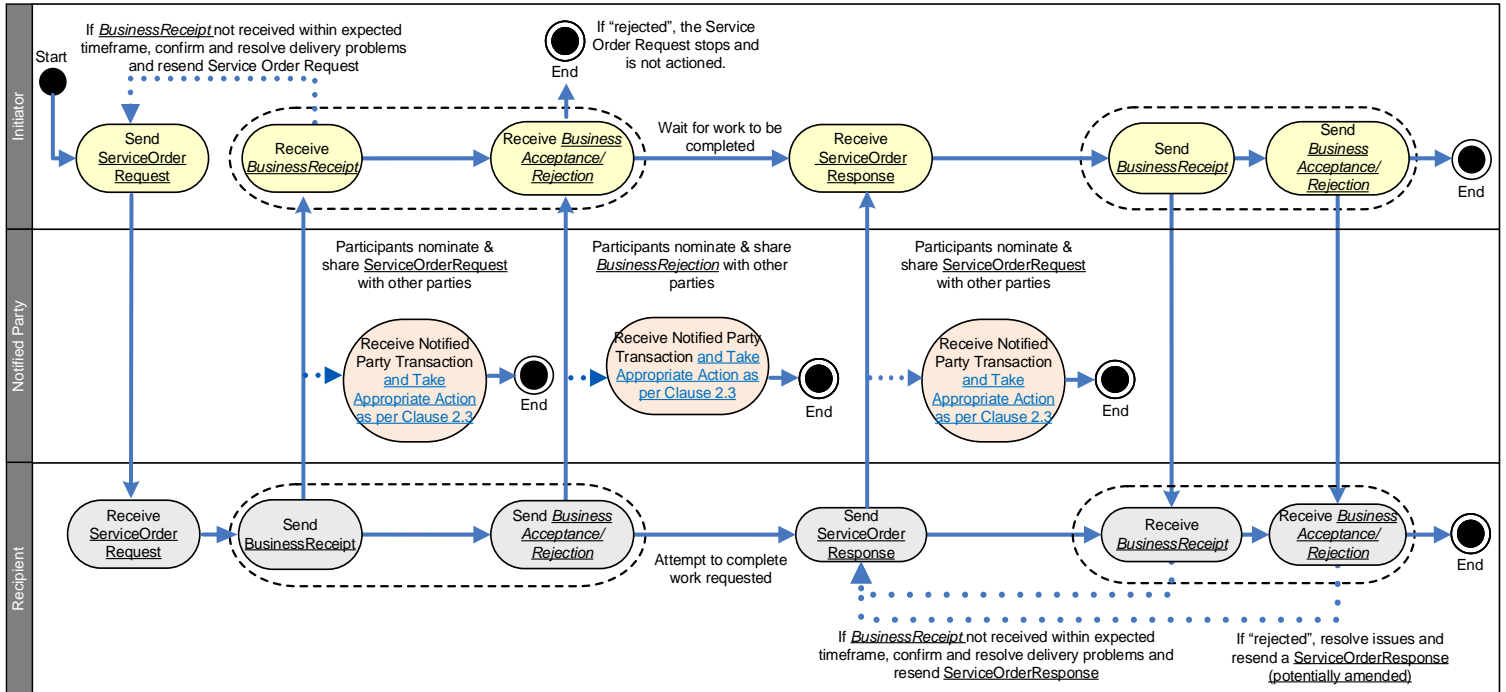 Initiator
Start
If BusinessReceipt not received within expected
timeframe, confirm and resolve delivery problems
and resend Service Order Request
End
If “rejected”, the Service
Order Request stops and
is not actioned.
Send
ServiceOrder
Request
Receive
BusinessReceipt
Receive Business
Acceptance/
Rejection
Wait for work to be
completed
Receive
ServiceOrder
Response
Send
BusinessReceipt
Send
Business
Acceptance/
Rejection
End
Notified Party
Participants nominate &
share ServiceOrderRequest
with other parties
Participants nominate & share
BusinessRejection with other
parties
Participants nominate &
share ServiceOrderRequest
with other parties
Receive Notified
Party Transaction
and Take
Appropriate Action
as per Clause 2.3
End
Receive Notified Party
Transaction and Take
Appropriate Action as
per Clause 2.3
End
Receive Notified
Party Transaction
and Take
Appropriate Action
as per Clause 2.3
End
Recipient
Receive
ServiceOrder
Request
Send
BusinessReceipt
Send Business
Acceptance/
Rejection
Attempt to complete
work requested
Send
ServiceOrder
Response
Receive
BusinessReceipt
Receive Business
Acceptance/
Rejection
End
If BusinessReceipt not received within expected
timeframe, confirm and resolve delivery problems and
resend ServiceOrderResponse
If “rejected”, resolve issues and
resend a ServiceOrderResponse
(potentially amended)